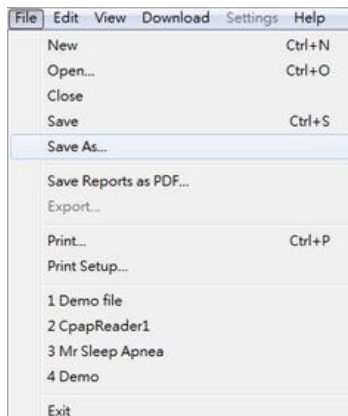 File Edit View Download Settings Help
New Ctrl+N
Open... Ctrl+O
Close
Save Ctrl+S
Save As...
Save Reports as PDF...
Export...
Print... Ctrl+P
Print Setup...
1 Demo file
2 CpapReader1
3 Mr Sleep Apnea
4 Demo
Exit